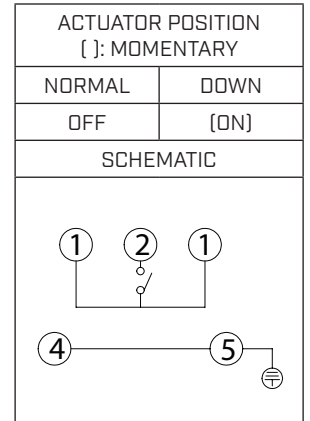 ACTUATOR POSITION
( ): MOMENTARY
NORMAL DOWN
OFF (ON)
SCHEMATIC
1 2 1
4 5